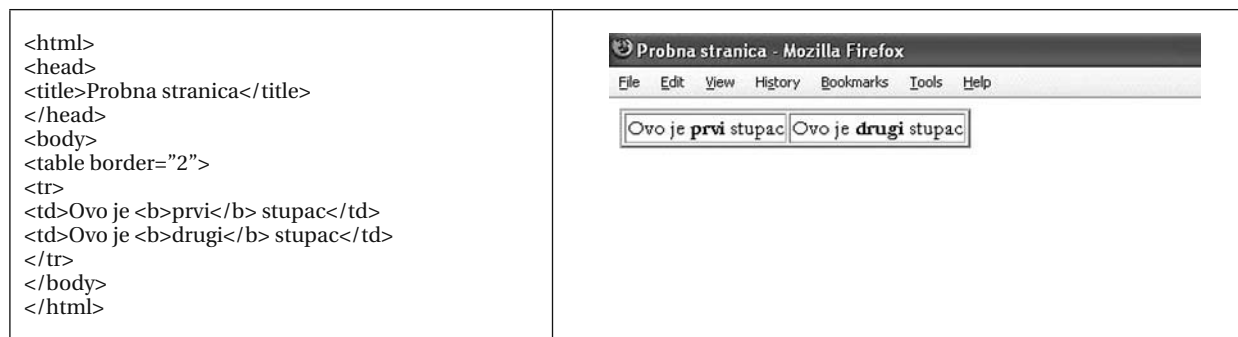 <html>
<head>
<title>Probna stranica</title>
</head>
<body>
<table border=”2”>
<tr>
<td>Ovo je <b>prvi</b> stupac</td>
<td>Ovo je <b>drugi</b> stupac</td>
</tr>
</body>
</html>
Probna stranica - Mozilla Firefox
File Edit View History Bookmarks Tools Help
Ovo je prvi stupac Ovo je drugi stupac